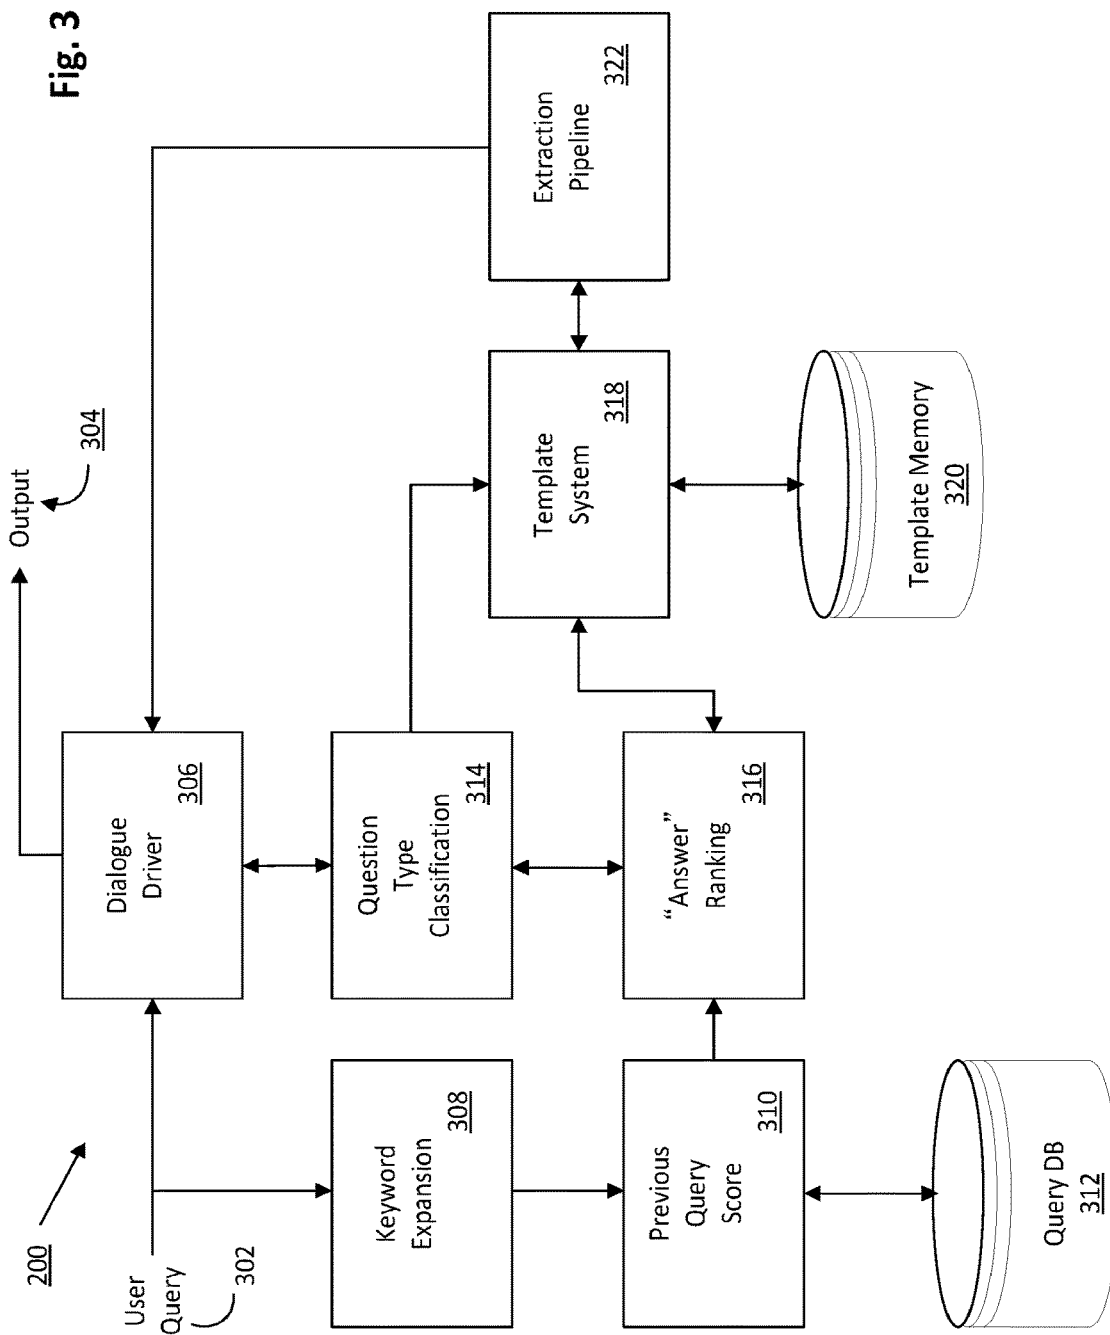 Fig. 3
200
User
Query
302
Output
304
Dialogue
Driver
306
Keyword
Expansion
308
Question
Type
Classification
314
Previous
Query
Score
310
“Answer”
Ranking
316
Template
System
318
Extraction
Pipeline
322
Query DB
312
Template Memory
320